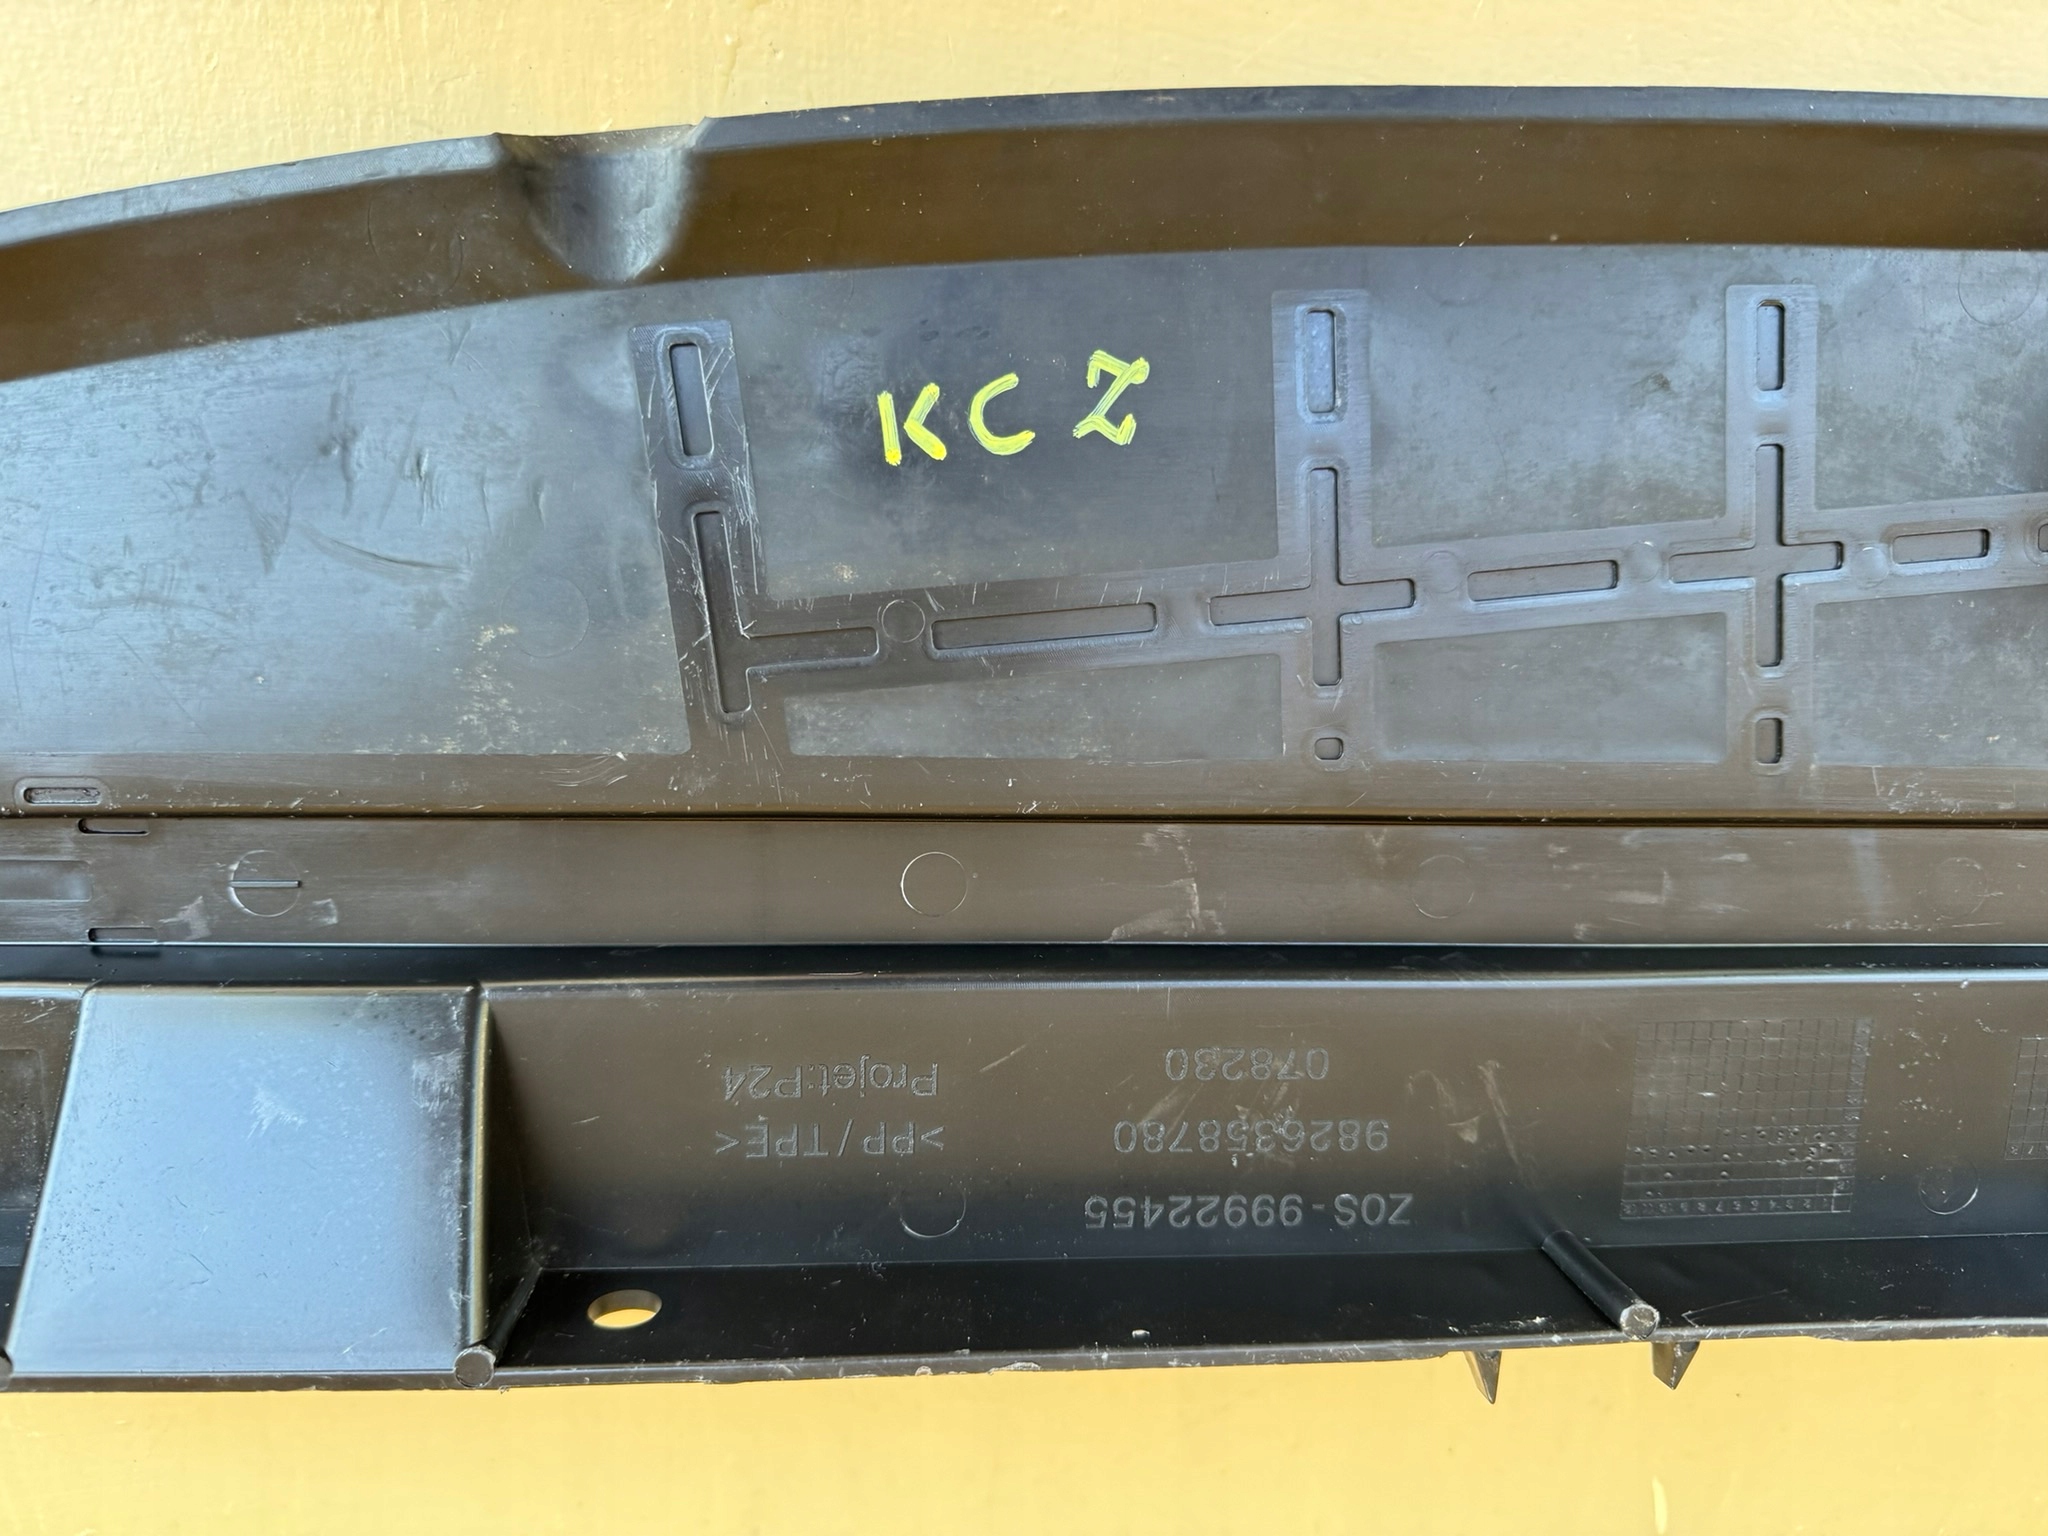 KCZ
ZOS-99922455
9826358780
078230
>PP/TPE<
Projet:P24